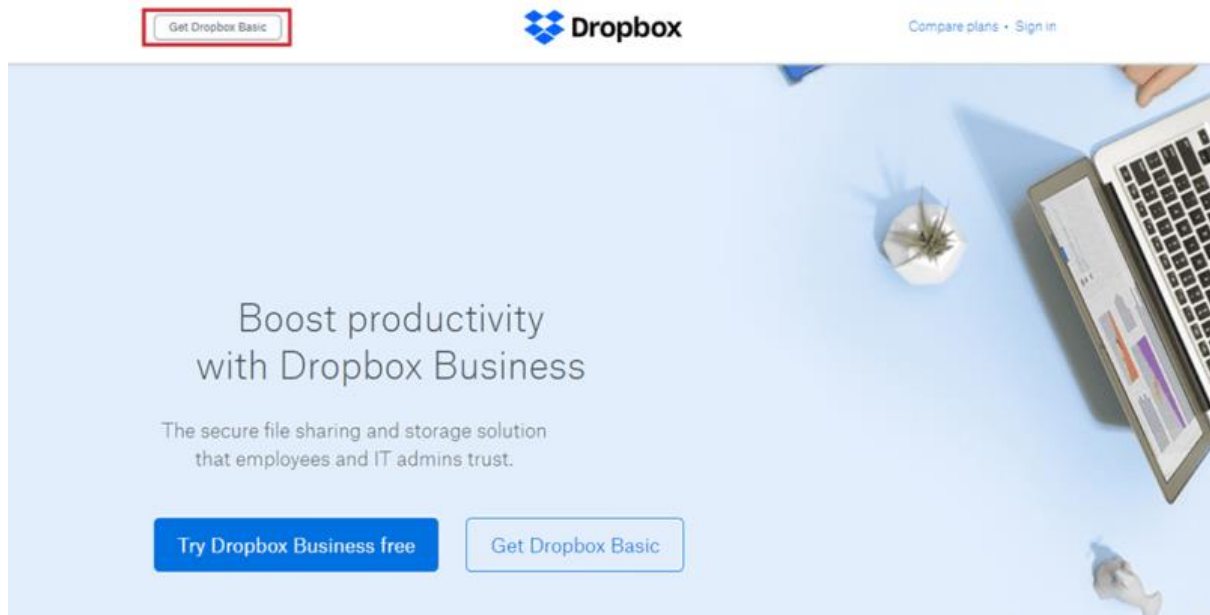 Get Dropbox Basic
Dropbox
Compare plans • Sign in
Boost productivity
with Dropbox Business
The secure file sharing and storage solution
that employees and IT admins trust.
Try Dropbox Business free
Get Dropbox Basic